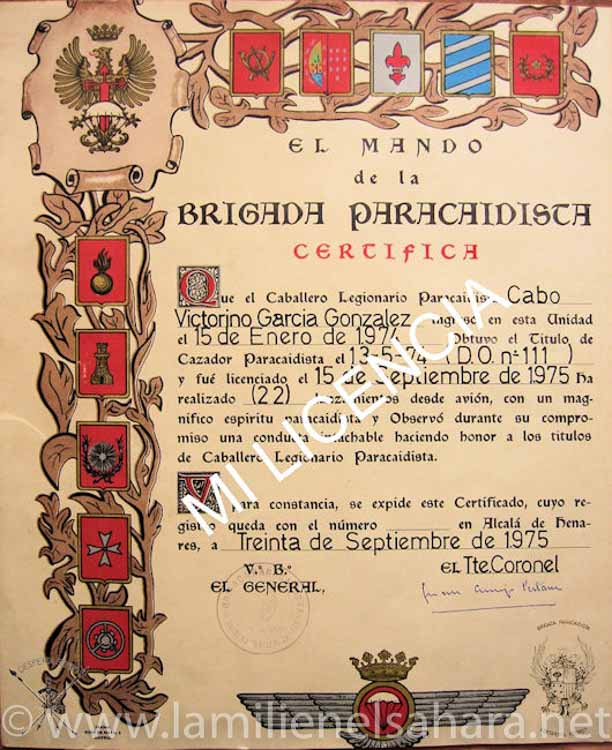 EL MANDO
de la
BRIGADA PARACAIDISTA
CERTIFICA
Que el Caballero Legionario Paracaidista Cabo
Victorino Garcia Gonzalez ingresó en esta Unidad
el 15 de Enero de 1974 Obtuvo el Titulo de
Cazador Paracaidista el 13-5-74 (D.O. nº 111)
y fué licenciado el 15 de Septiembre de 1975 Ha
realizado (22) lanzamientos desde avión, con un mag-
nifico espiritu paracaidista y Observó durante su compro-
miso una conducta intachable haciendo honor a los titulos
de Caballero Legionario Paracaidista.
Y para constancia, se expide este Certificado, cuyo re-
gistro queda con el número en Alcalá de Hena-
res, a Treinta de Septiembre de 1975
V.º B.º
EL GENERAL,
EL Tte. Coronel
MI LICENCIA
BRIGADA PARACAIDISTA
© www.lamilienelsahara.net